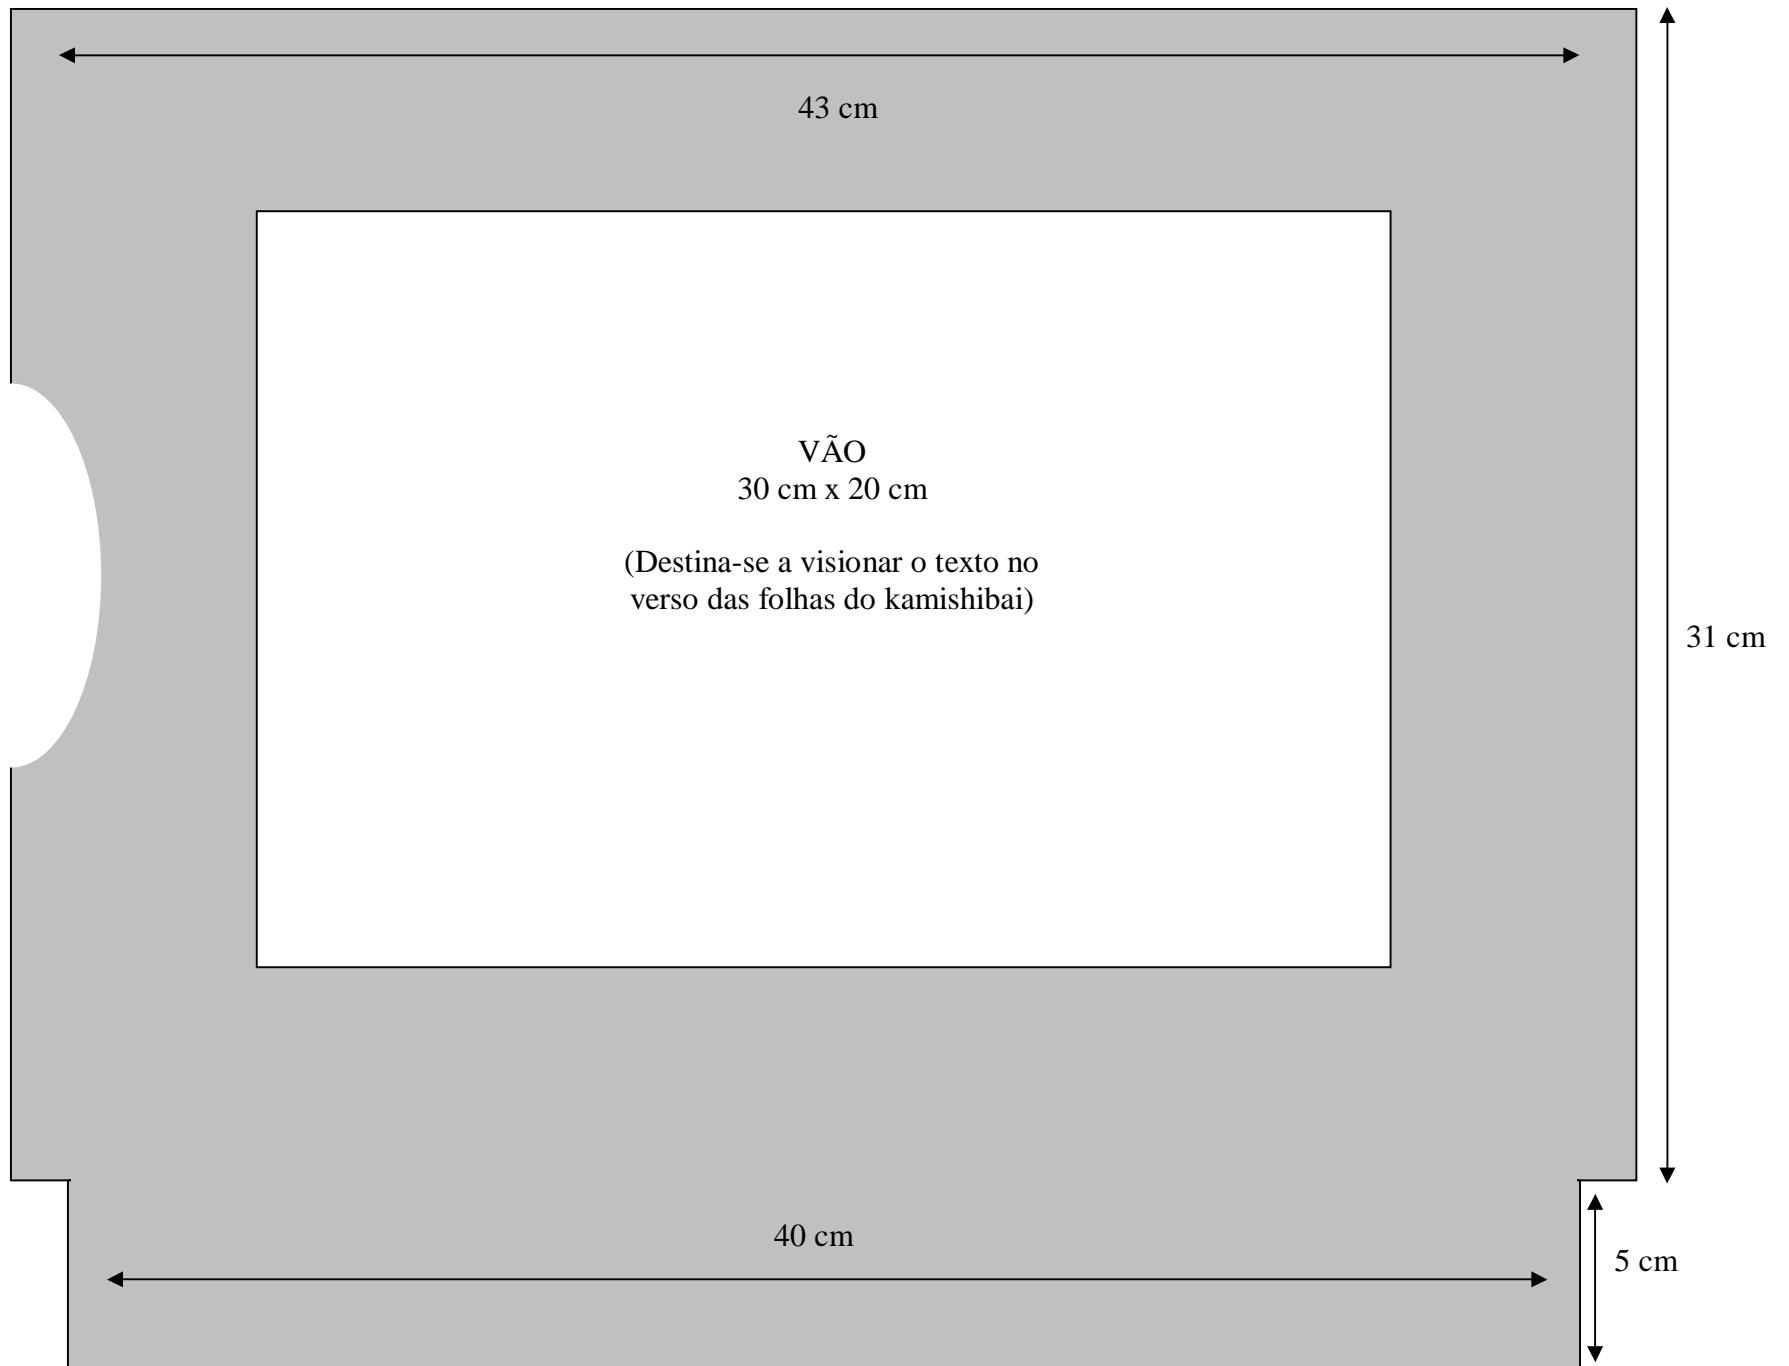 43 cm
VÃO
30 cm x 20 cm
(Destina-se a visionar o texto no
verso das folhas do kamishibai)
31 cm
40 cm
5 cm